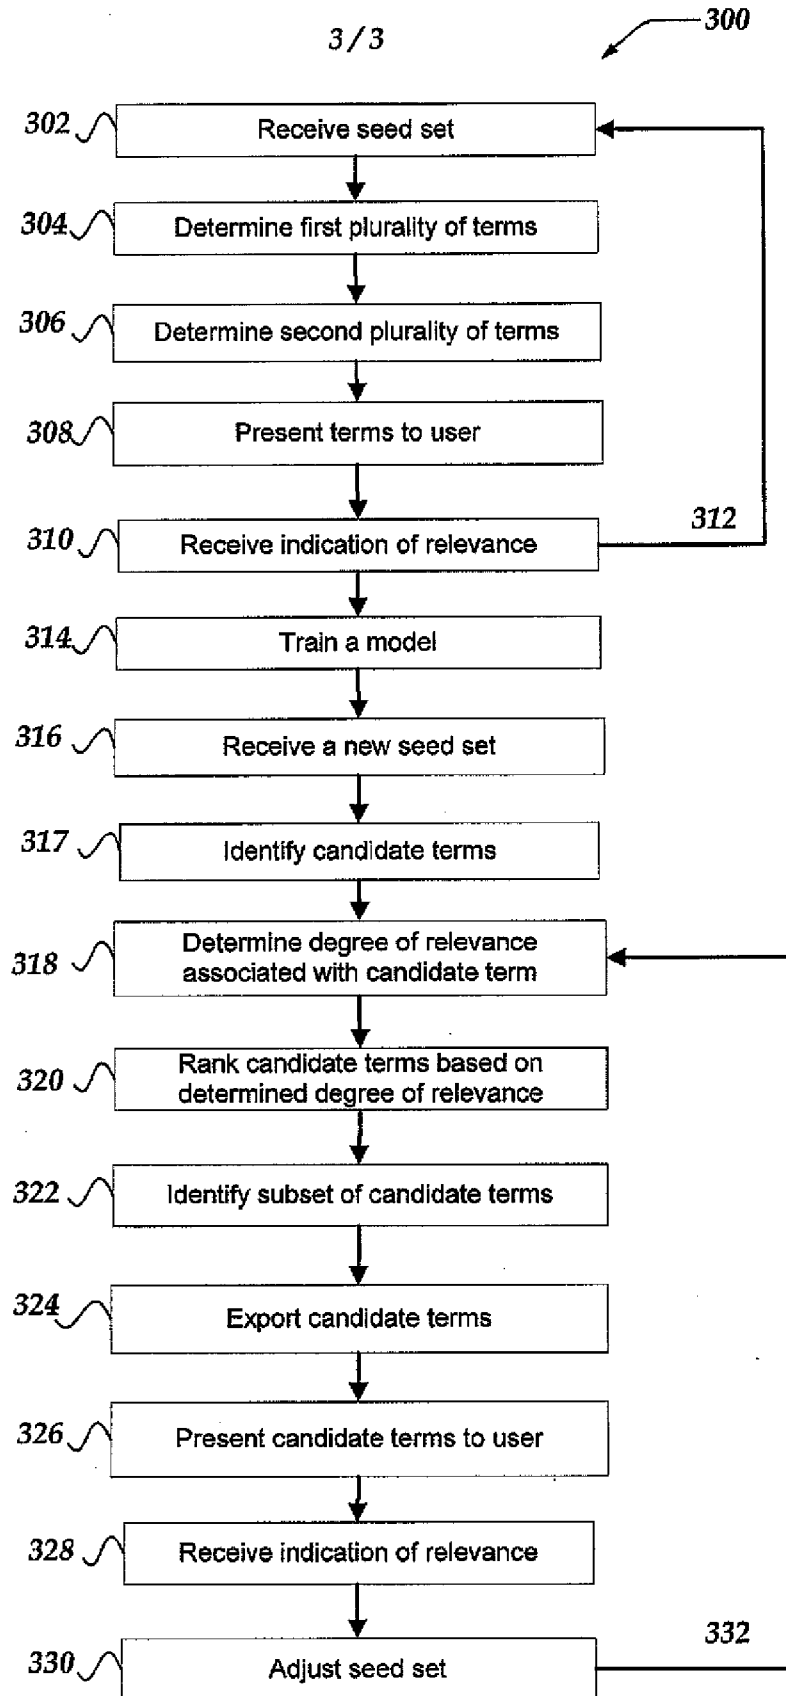 3/3
300
302
Receive seed set
304
Determine first plurality of terms
306
Determine second plurality of terms
308
Present terms to user
310
Receive indication of relevance
312
314
Train a model
316
Receive a new seed set
317
Identify candidate terms
318
Determine degree of relevance
associated with candidate term
320
Rank candidate terms based on
determined degree of relevance
322
Identify subset of candidate terms
324
Export candidate terms
326
Present candidate terms to user
328
Receive indication of relevance
332
330
Adjust seed set